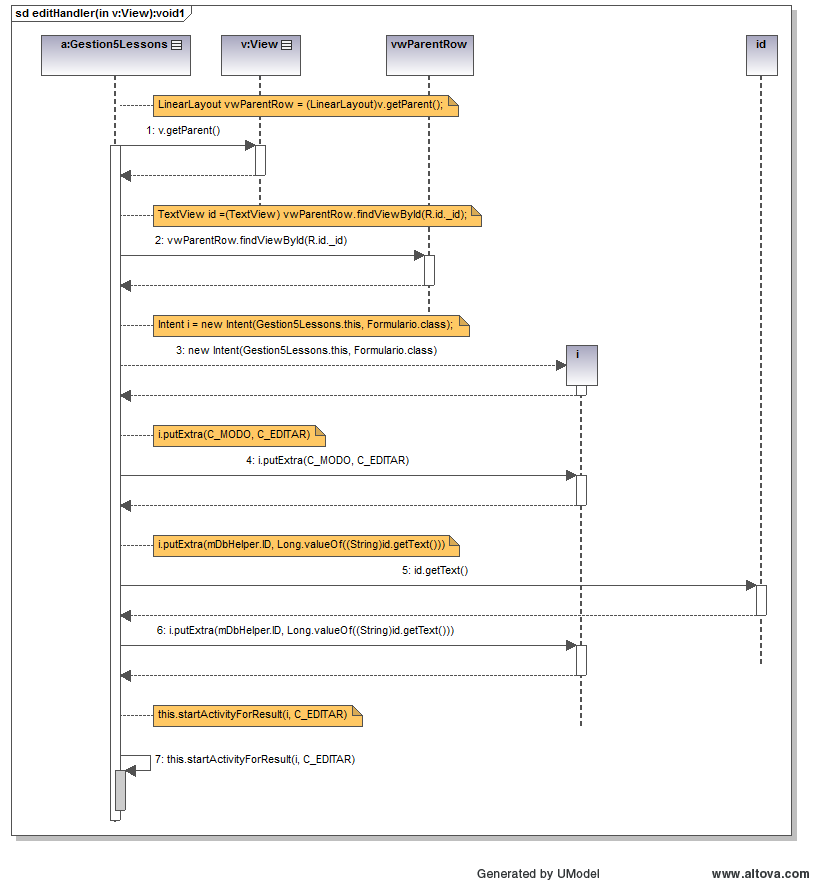 sd editHandler(in v:View):void1
a:Gestion5Lessons
v:View
vwParentRow
id
LinearLayout vwParentRow = (LinearLayout)v.getParent();
1: v.getParent()
TextView id =(TextView) vwParentRow.findViewById(R.id._id);
2: vwParentRow.findViewById(R.id._id)
Intent i = new Intent(Gestion5Lessons.this, Formulario.class);
3: new Intent(Gestion5Lessons.this, Formulario.class)
i
i.putExtra(C_MODO, C_EDITAR)
4: i.putExtra(C_MODO, C_EDITAR)
i.putExtra(mDbHelper.ID, Long.valueOf((String)id.getText()))
5: id.getText()
6: i.putExtra(mDbHelper.ID, Long.valueOf((String)id.getText()))
this.startActivityForResult(i, C_EDITAR)
7: this.startActivityForResult(i, C_EDITAR)
Generated by UModel
www.altova.com